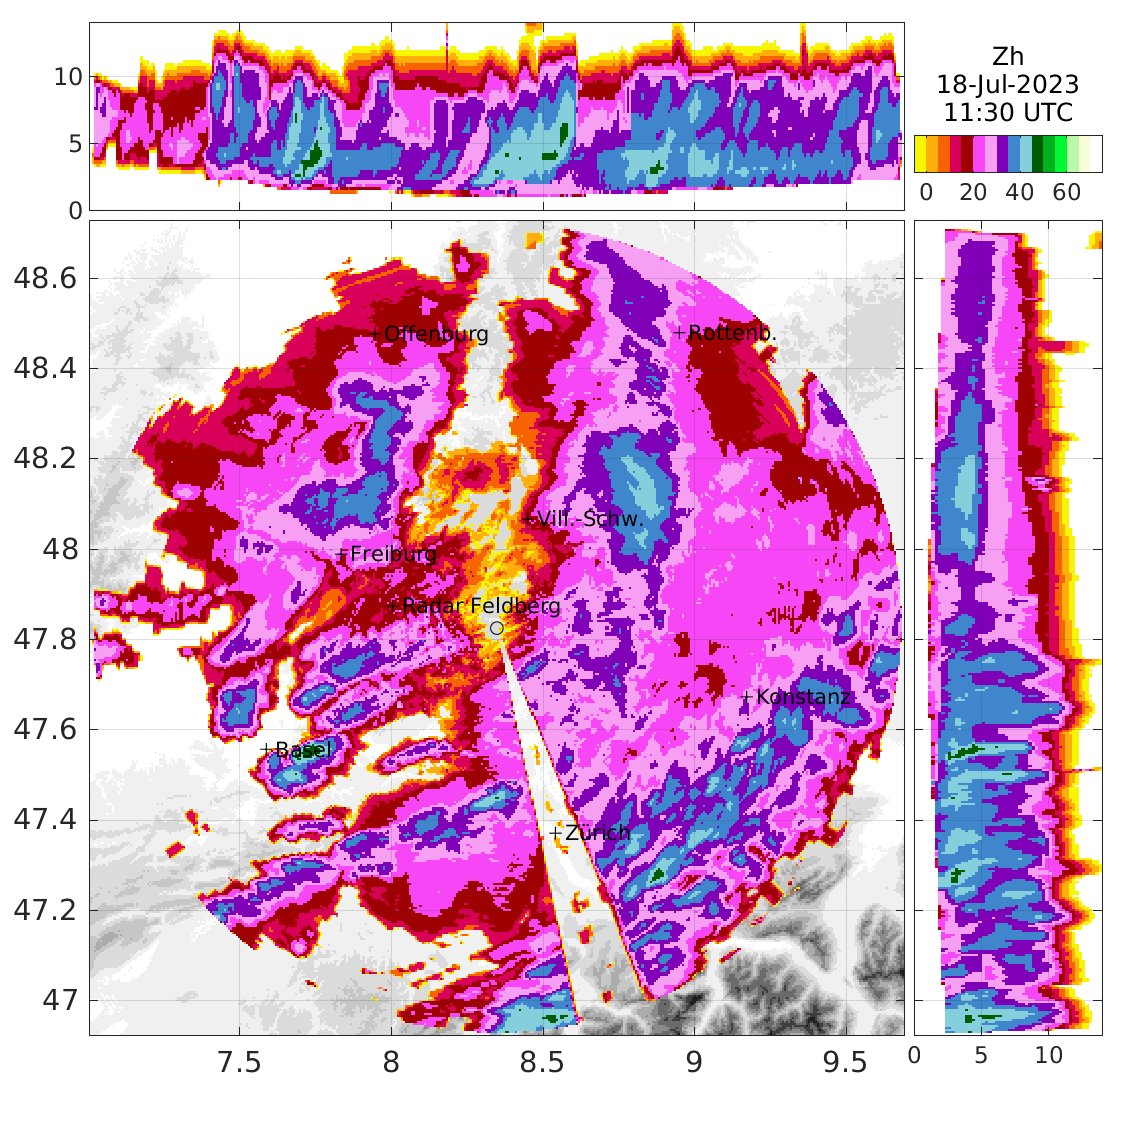 10
5
0
Zh
18-Jul-2023
11:30 UTC
0 20 40 60
48.6
48.4
48.2
48
47.8
47.6
47.4
47.2
47
+Offenburg
+Rottenb.
+Vill.-Schw.
+Freiburg
+Radar Feldberg
+Konstanz
+Basel
+Zürich
7.5 8 8.5 9 9.5
0 5 10